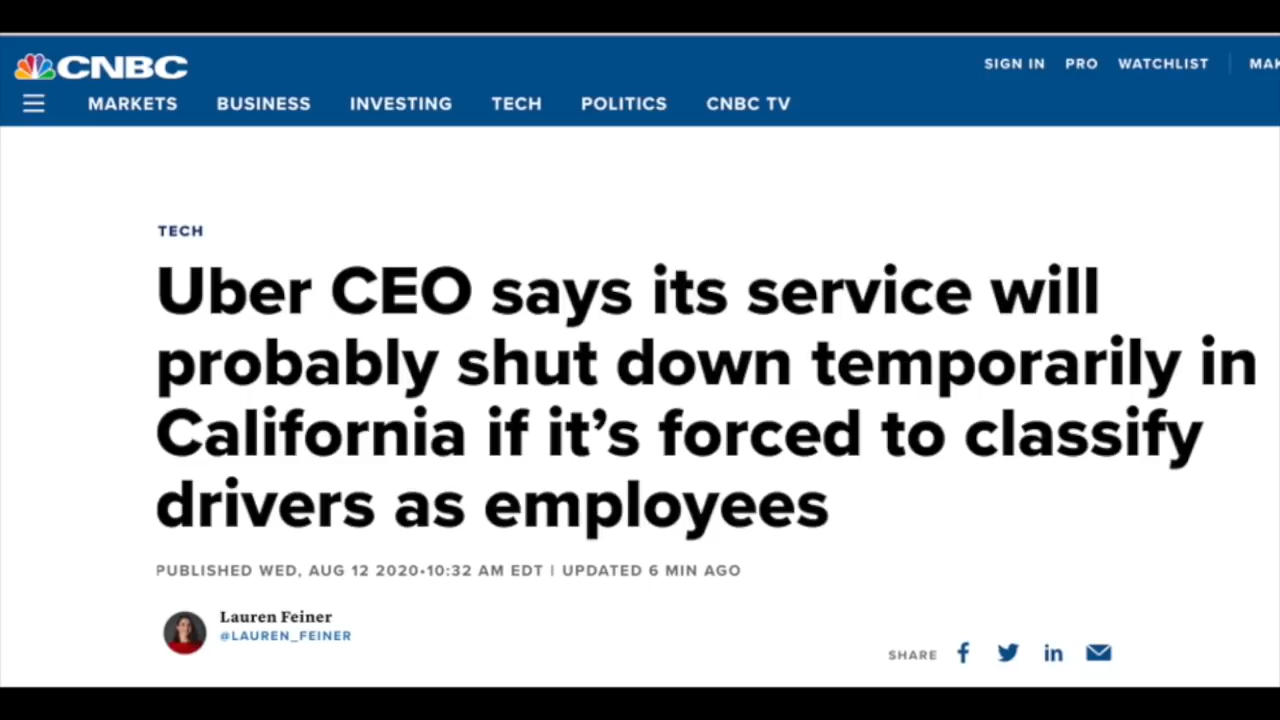 CNBC
SIGN IN PRO WATCHLIST MAK
MARKETS BUSINESS INVESTING TECH POLITICS CNBC TV
TECH
Uber CEO says its service will
probably shut down temporarily in
California if it’s forced to classify
drivers as employees
PUBLISHED WED, AUG 12 2020•10:32 AM EDT | UPDATED 6 MIN AGO
Lauren Feiner
@LAUREN_FEINER
SHARE